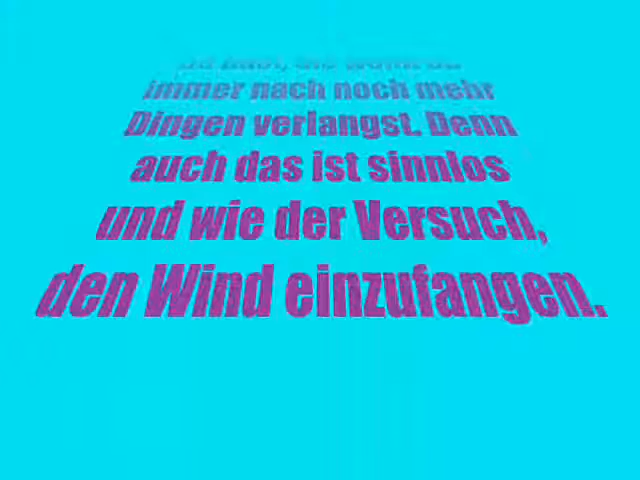 immer nach noch mehr
Dingen verlangst. Denn
auch das ist sinnlos
und wie der Versuch,
den Wind einzufangen.